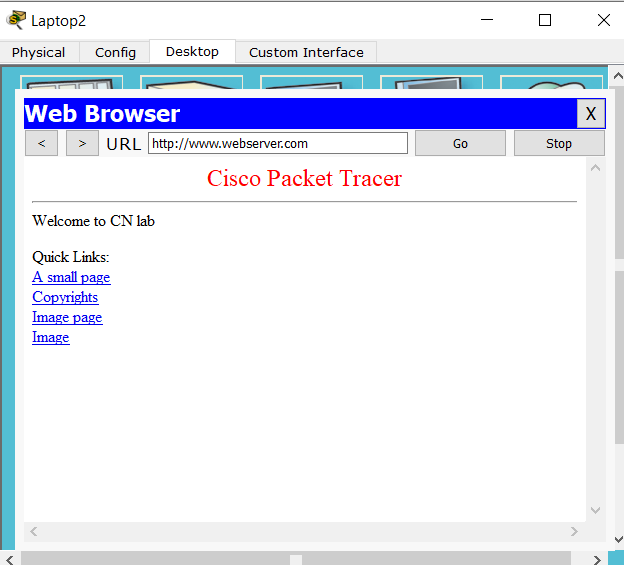 Laptop2
Physical Config Desktop Custom Interface
Web Browser X
< > URL http://www.webserver.com Go Stop
Cisco Packet Tracer
Welcome to CN lab
Quick Links:
A small page
Copyrights
Image page
Image